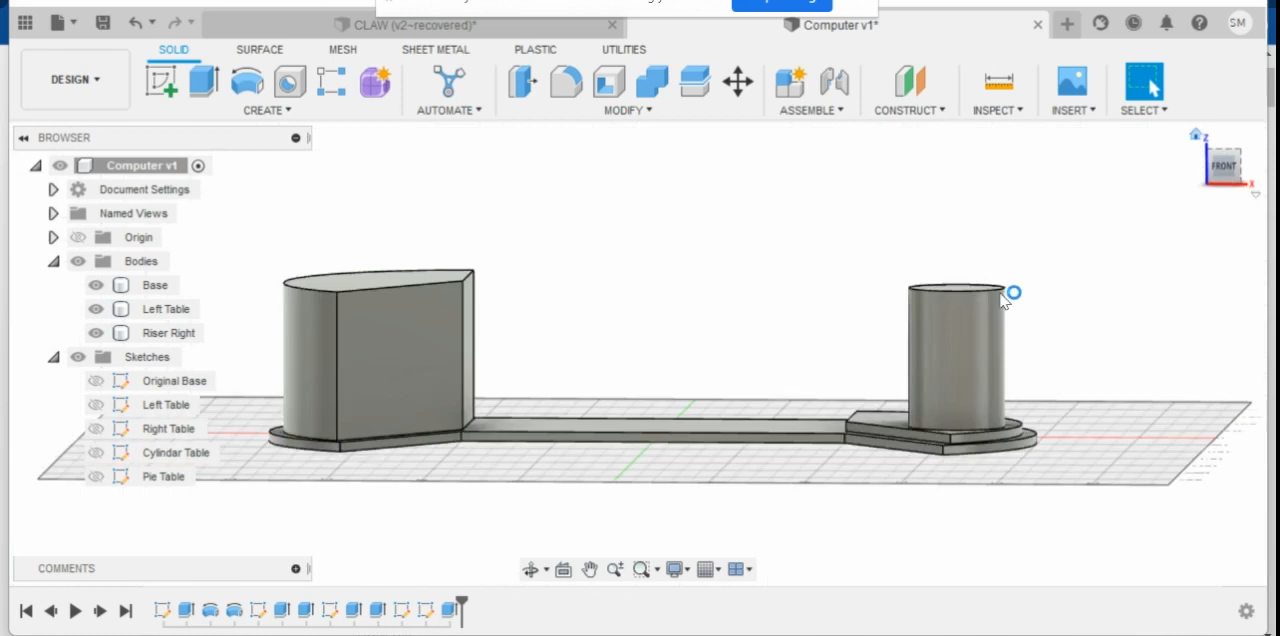 CLAW (v2~recovered)*
Computer v1*
SM
DESIGN
SOLID
SURFACE
MESH
SHEET METAL
PLASTIC
UTILITIES
CREATE
AUTOMATE
MODIFY
ASSEMBLE
CONSTRUCT
INSPECT
INSERT
SELECT
BROWSER
Computer v1
Document Settings
Named Views
Origin
Bodies
Base
Left Table
Riser Right
Sketches
Original Base
Left Table
Right Table
Cylindar Table
Pie Table
Z
FRONT
X
COMMENTS